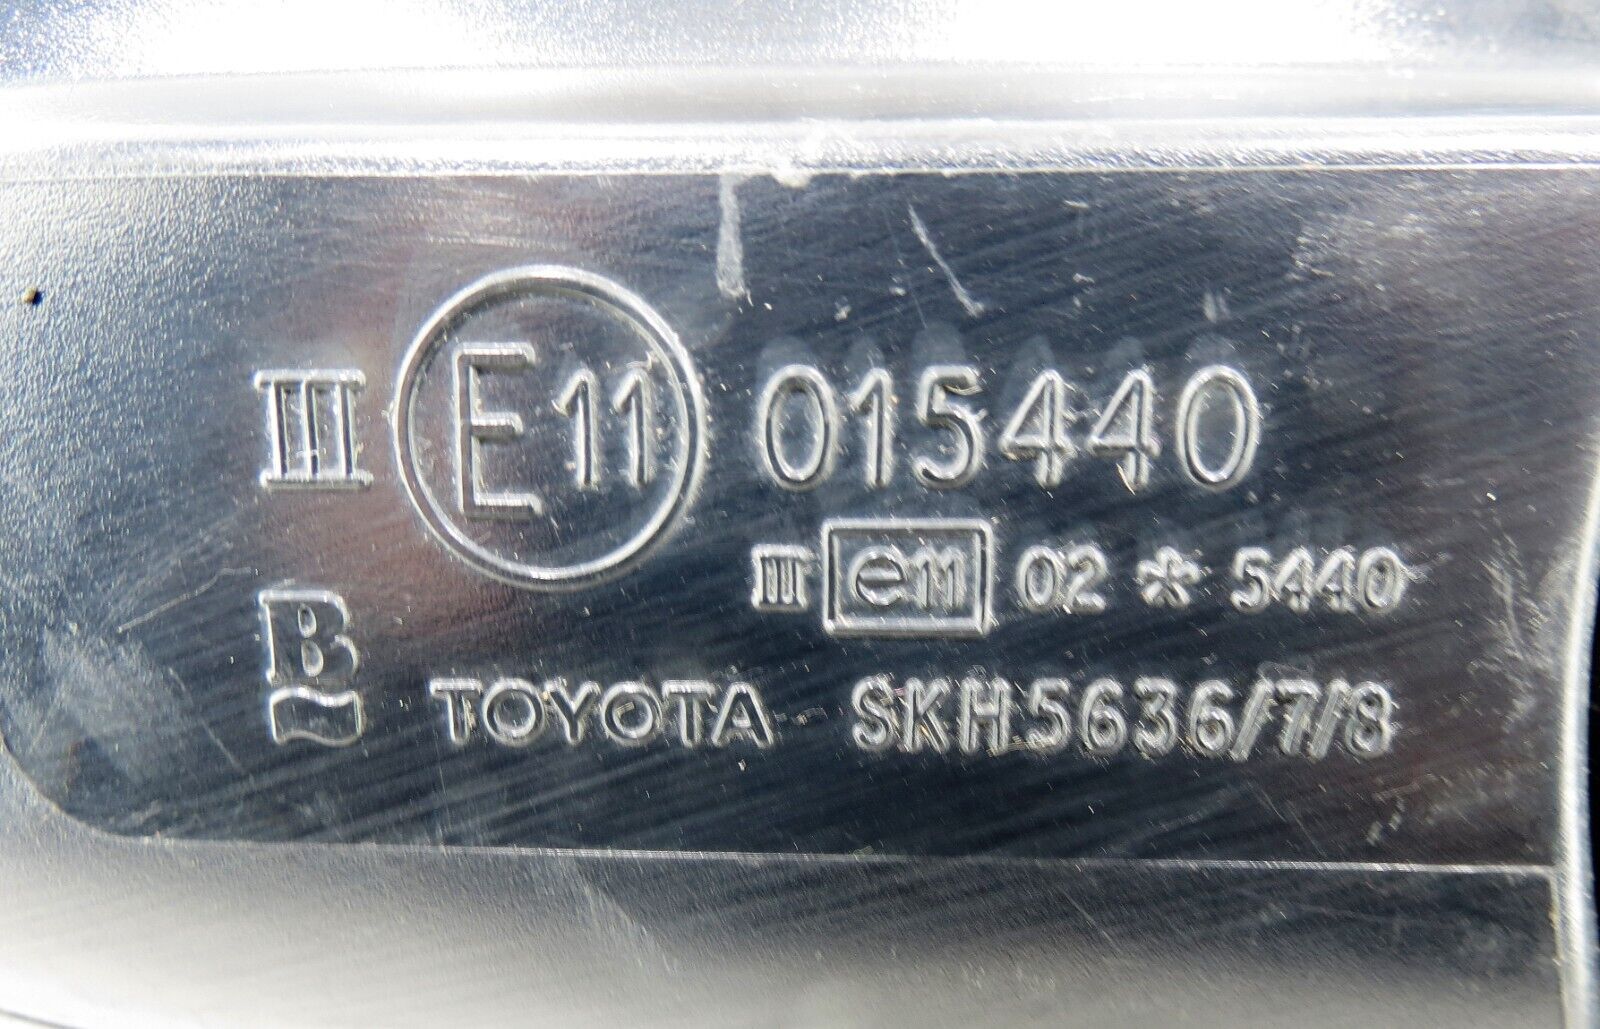 III E11 015440
III e11 02 * 5440
B
TOYOTA SKH5636/7/8